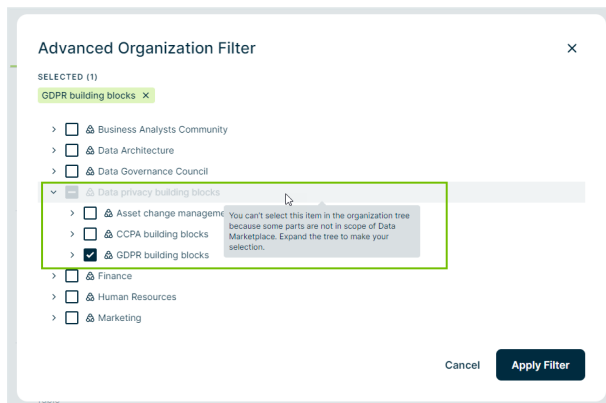 Advanced Organization Filter
SELECTED (1)
GDPR building blocks
Business Analysts Community
Data Architecture
Data Governance Council
Data privacy building blocks
Asset change manageme
You can't select this item in the organization tree
because some parts are not in scope of Data
Marketplace. Expand the tree to make your
selection.
CCPA building blocks
GDPR building blocks
Finance
Human Resources
Marketing
Cancel
Apply Filter